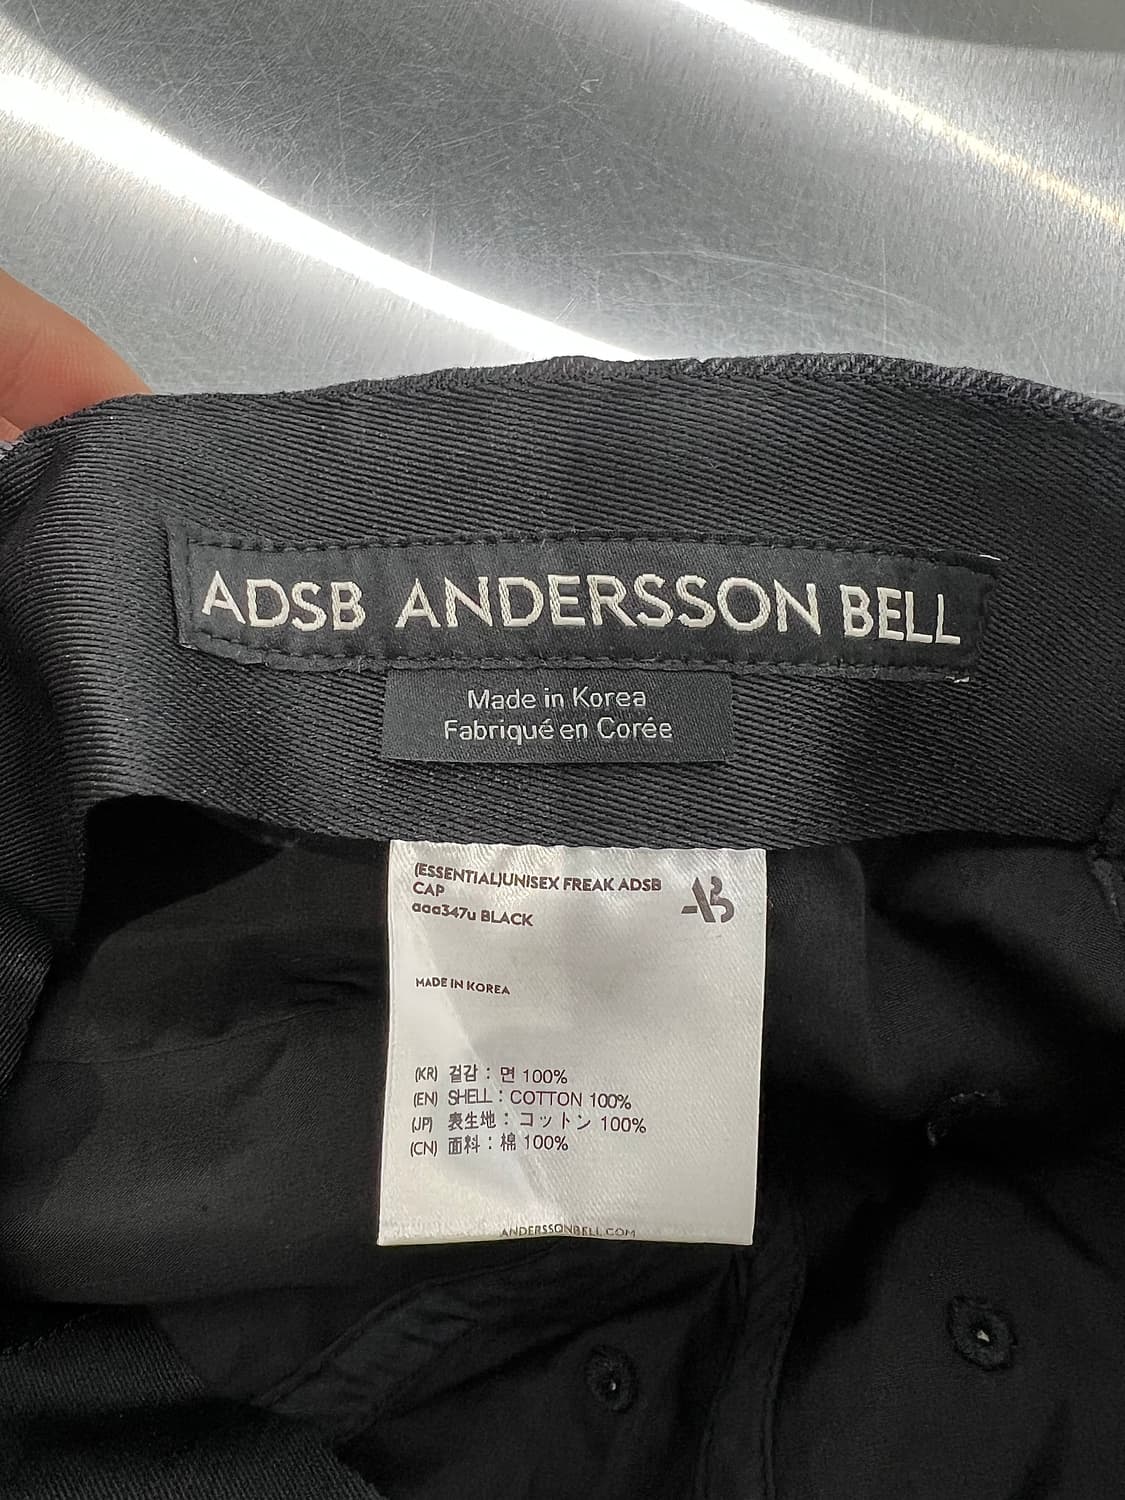 ADSB ANDERSSON BELL
Made in Korea
Fabriqué en Corée
(ESSENTIAL)UNISEX FREAK ADSB
CAP
aaa347u BLACK
MADE IN KOREA
(KR) 겉감 : 면 100%
(EN) SHELL : COTTON 100%
(JP) 表生地 : コットン 100%
(CN) 面料 : 棉 100%
ANDERSSONBELL.COM